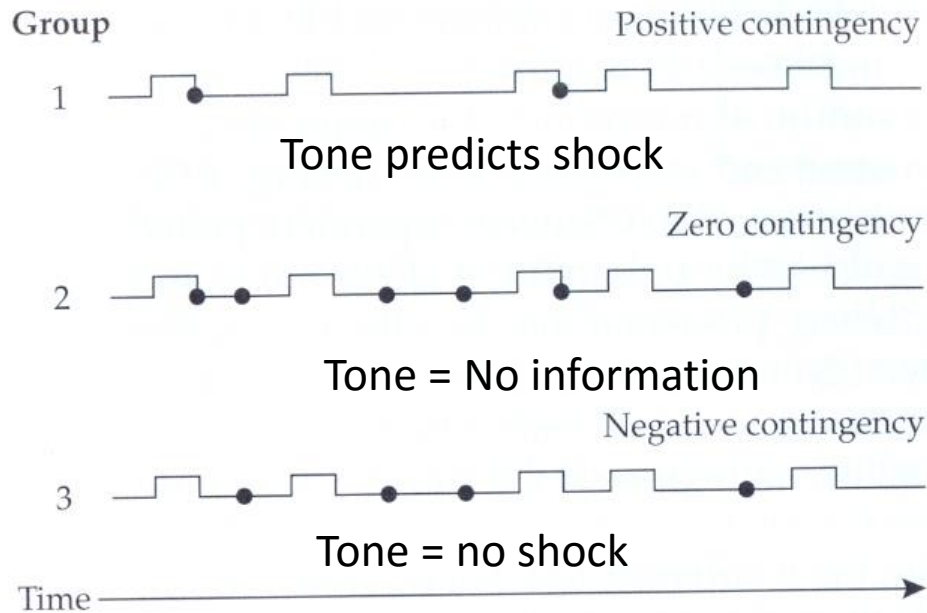 Group Positive contingency
1
Tone predicts shock
Zero contingency
2
Tone = No information
Negative contingency
3
Tone = no shock
Time